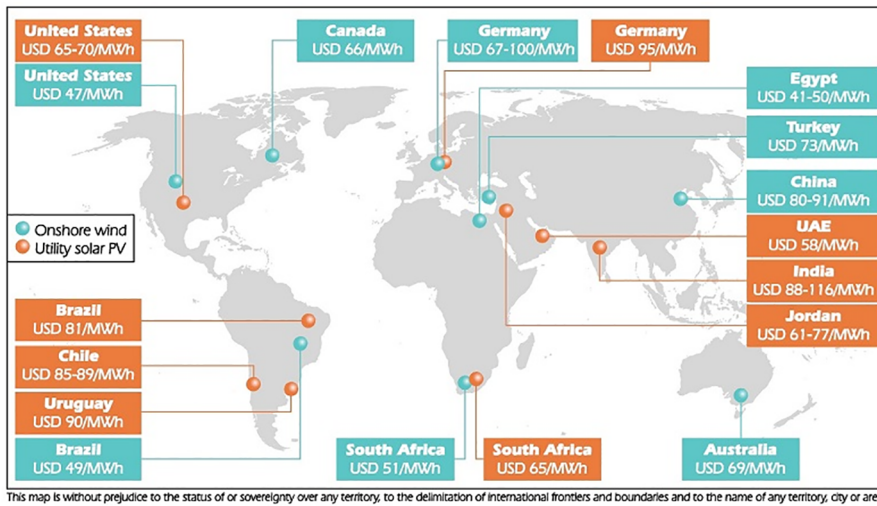 United States
USD 65-70/MWh
United States
USD 47/MWh
Canada
USD 66/MWh
Germany
USD 67-100/MWh
Germany
USD 95/MWh
Egypt
USD 41-50/MWh
Turkey
USD 73/MWh
China
USD 80-91/MWh
UAE
USD 58/MWh
India
USD 88-116/MWh
Jordan
USD 61-77/MWh
Onshore wind
Utility solar PV
Brazil
USD 81/MWh
Chile
USD 85-89/MWh
Uruguay
USD 90/MWh
Brazil
USD 49/MWh
South Africa
USD 51/MWh
South Africa
USD 65/MWh
Australia
USD 69/MWh
This map is without prejudice to the status of or sovereignty over any territory, to the delimitation of international frontiers and boundaries and to the name of any territory, city or are